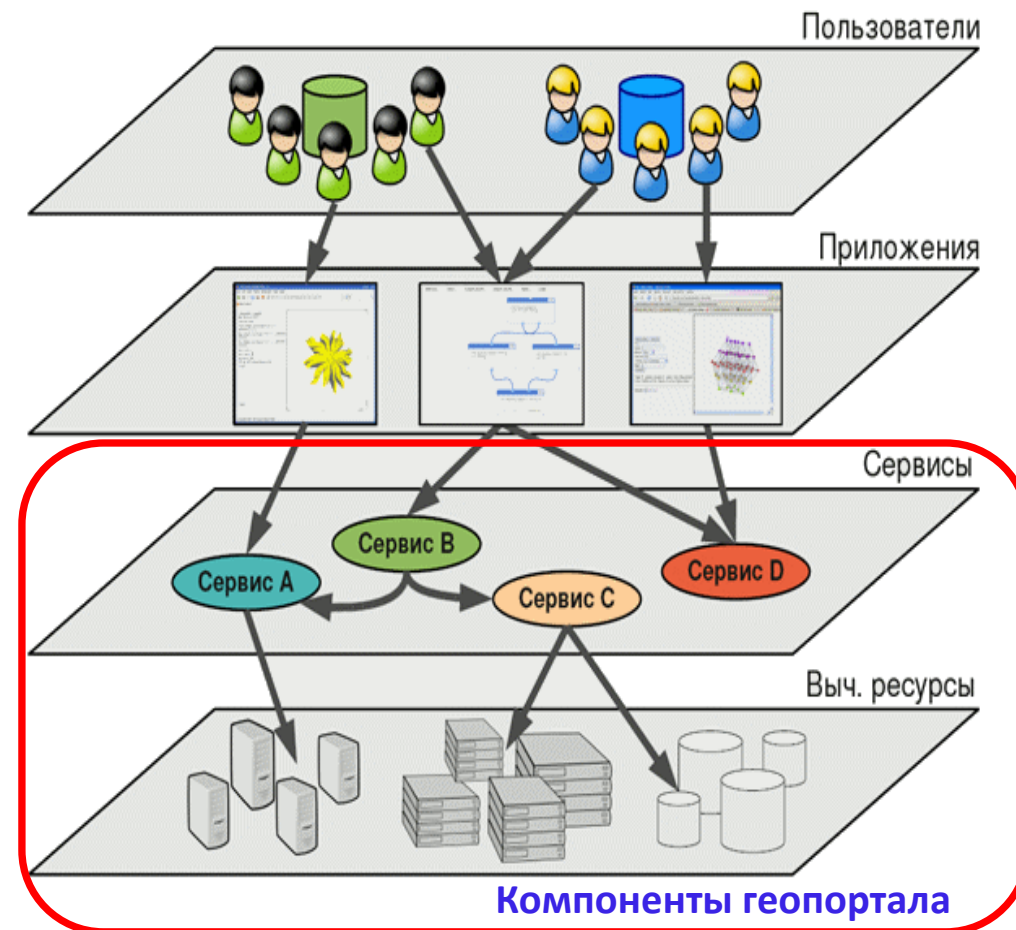 Пользователи
Приложения
Сервисы
Сервис B
Сервис A
Сервис C
Сервис D
Выч. ресурсы
Компоненты геопортала